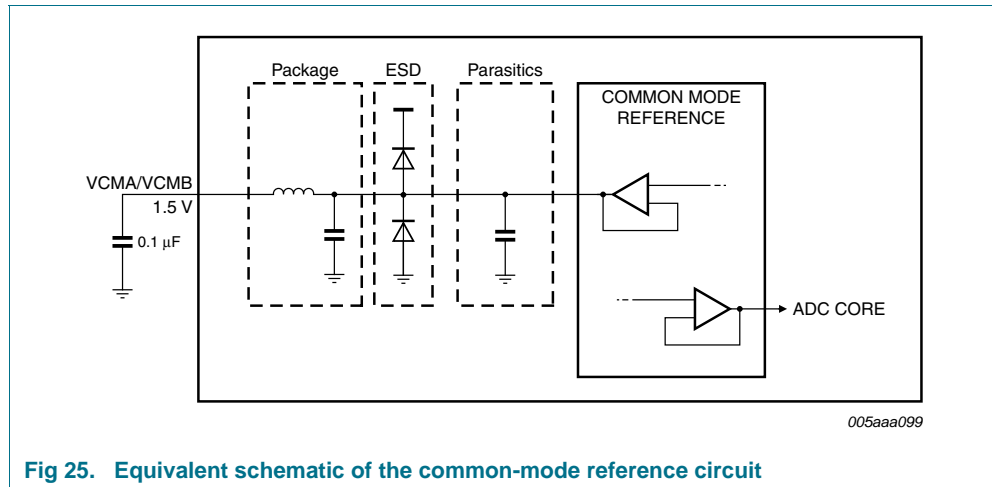 Package
ESD
Parasitics
COMMON MODE
REFERENCE
VCMA/VCMB
1.5 V
0.1 μF
ADC CORE
005aaa099
Fig 25. Equivalent schematic of the common-mode reference circuit